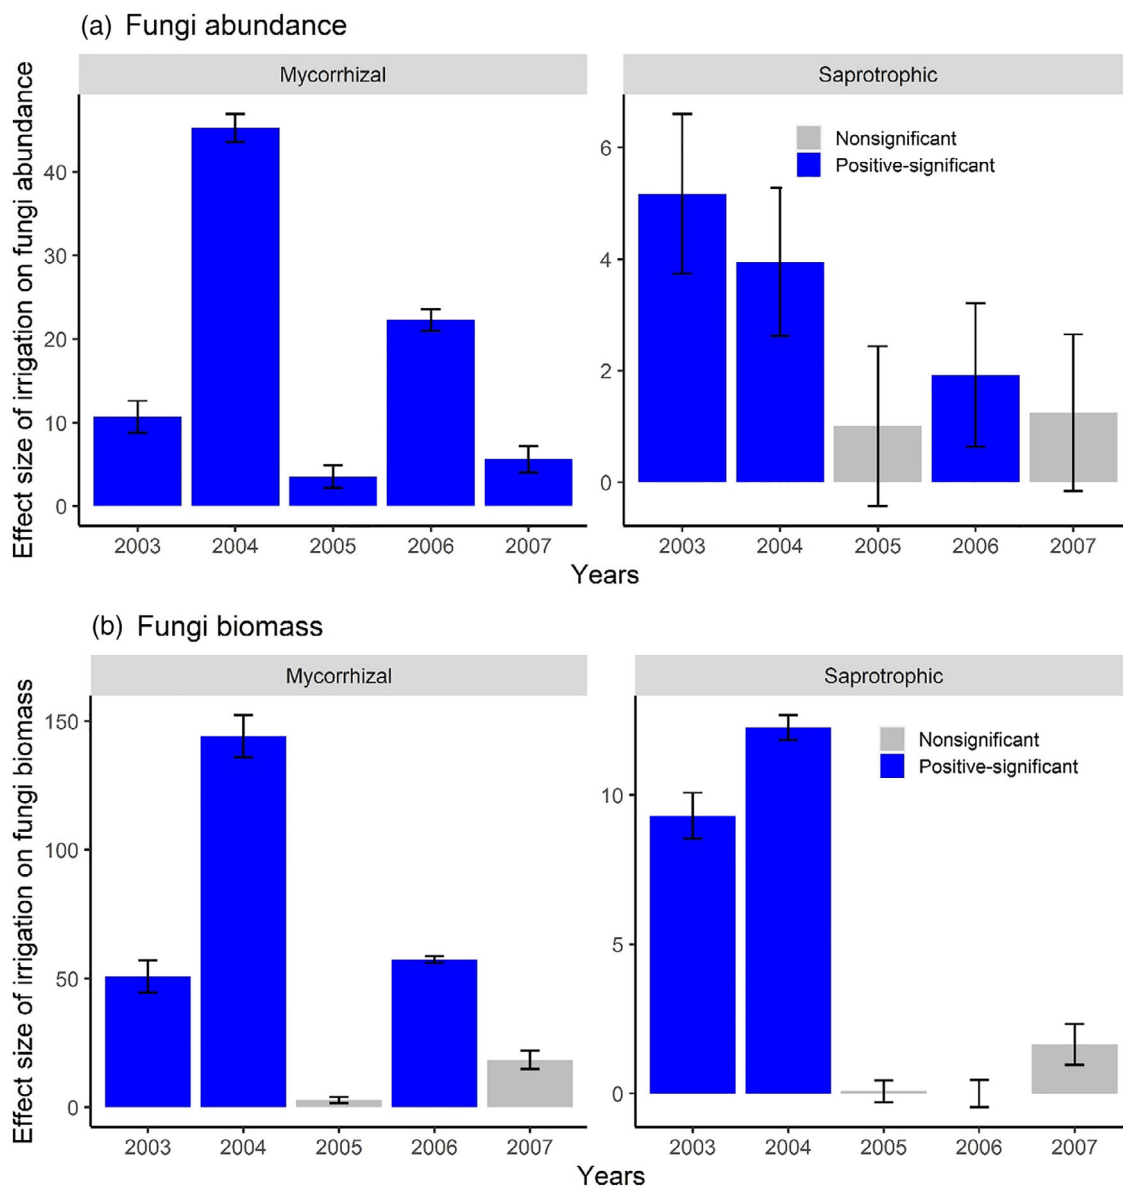 (a) Fungi abundance
Mycorrhizal
Saprotrophic
Effect size of irrigation on fungi abundance
40
30
20
10
0
6
4
2
0
Nonsignificant
Positive-significant
2003 2004 2005 2006 2007
2003 2004 2005 2006 2007
Years
(b) Fungi biomass
Mycorrhizal
Saprotrophic
Effect size of irrigation on fungi biomass
150
100
50
0
10
5
0
Nonsignificant
Positive-significant
2003 2004 2005 2006 2007
2003 2004 2005 2006 2007
Years